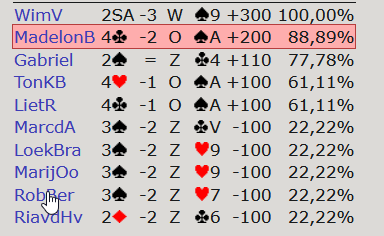 WimV 2SA -3 W ♠9 +300 100,00%
MadelonB 4♣ -2 O ♠A +200 88,89%
Gabriel 2♠ = Z ♣4 +110 77,78%
TonKB 4♥ -1 O ♠A +100 61,11%
LietR 4♣ -1 O ♠A +100 61,11%
MarcdA 3♠ -2 Z ♣V -100 22,22%
LoekBra 3♠ -2 Z ♥9 -100 22,22%
MarijOo 3♠ -2 Z ♥9 -100 22,22%
RobBer 3♠ -2 Z ♥7 -100 22,22%
RiavdHv 2♦ -2 Z ♣6 -100 22,22%